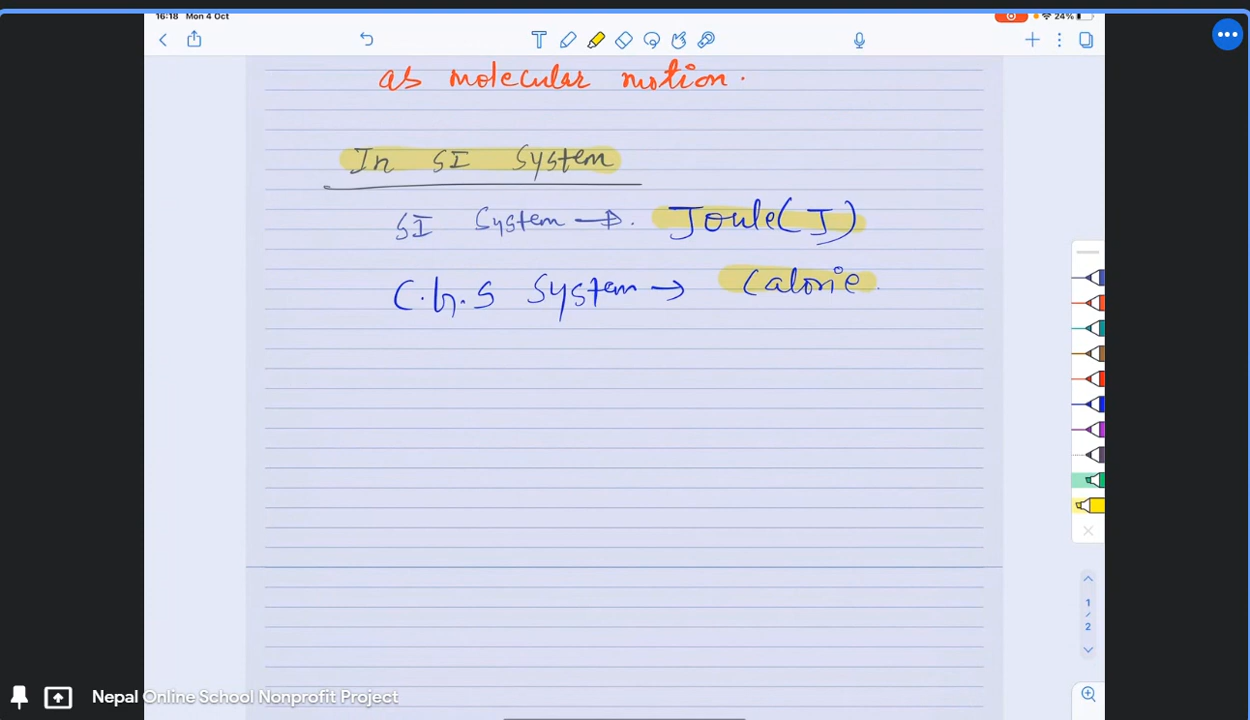 16:18 Mon 4 Oct
24%
as molecular motion.
In SI System
SI System → Joule (J)
C.G.S System → Calorie.
1
/
2
Nepal Online School Nonprofit Project